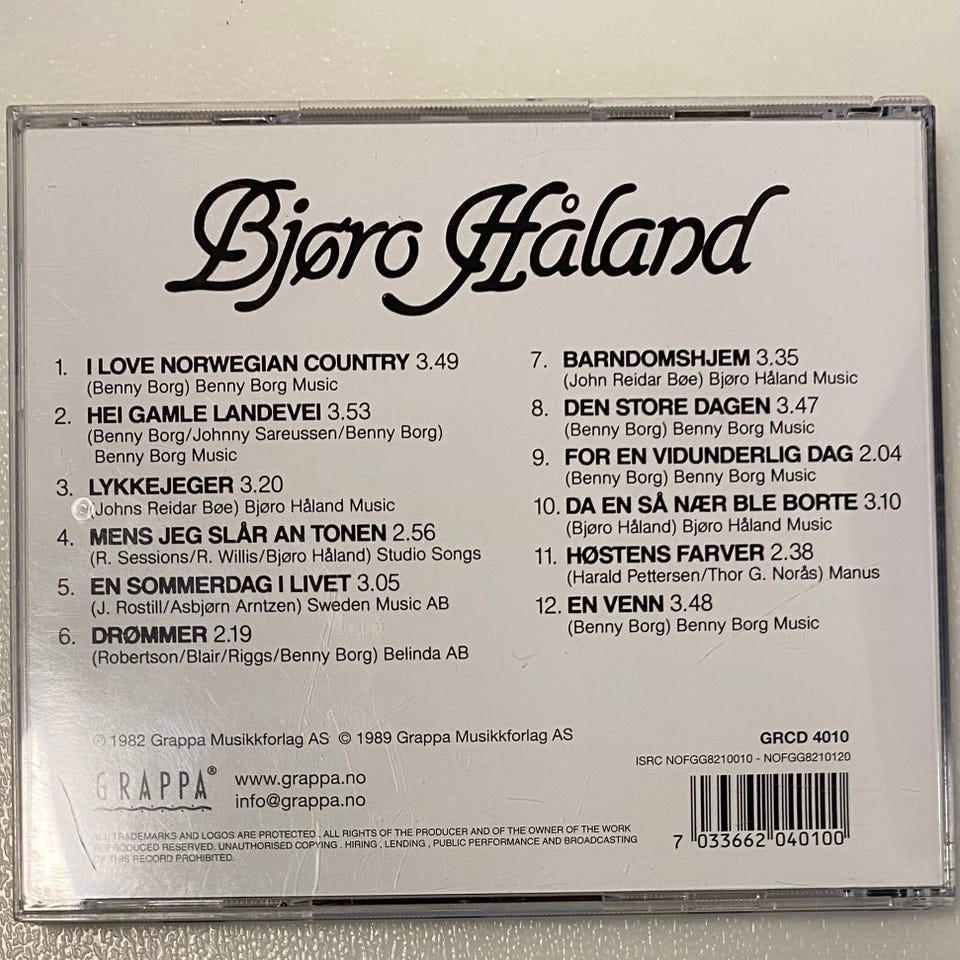 Bjøro Håland
1. I LOVE NORWEGIAN COUNTRY 3.49
(Benny Borg) Benny Borg Music
2. HEI GAMLE LANDEVEI 3.53
(Benny Borg/Johnny Sareussen/Benny Borg)
Benny Borg Music
3. LYKKEJEGER 3.20
(Johns Reidar Bøe) Bjøro Håland Music
4. MENS JEG SLÅR AN TONEN 2.56
(R. Sessions/R. Willis/Bjøro Håland) Studio Songs
5. EN SOMMERDAG I LIVET 3.05
(J. Rostill/Asbjørn Arntzen) Sweden Music AB
6. DRØMMER 2.19
(Robertson/Blair/Riggs/Benny Borg) Belinda AB
7. BARNDOMSHJEM 3.35
(John Reidar Bøe) Bjøro Håland Music
8. DEN STORE DAGEN 3.47
(Benny Borg) Benny Borg Music
9. FOR EN VIDUNDERLIG DAG 2.04
(Benny Borg) Benny Borg Music
10. DA EN SÅ NÆR BLE BORTE 3.10
(Bjøro Håland) Bjøro Håland Music
11. HØSTENS FARVER 2.38
(Harald Pettersen/Thor G. Norås) Manus
12. EN VENN 3.48
(Benny Borg) Benny Borg Music
℗ 1982 Grappa Musikkforlag AS © 1989 Grappa Musikkforlag AS
GRCD 4010
ISRC NOFGG8210010 - NOFGG8210120
GRAPPA®
www.grappa.no
info@grappa.no
ALL TRADEMARKS AND LOGOS ARE PROTECTED . ALL RIGHTS OF THE PRODUCER AND OF THE OWNER OF THE WORK
REPRODUCED RESERVED. UNAUTHORISED COPYING . HIRING , LENDING , PUBLIC PERFORMANCE AND BROADCASTING
OF THIS RECORD PROHIBITED.
7 033662 040100